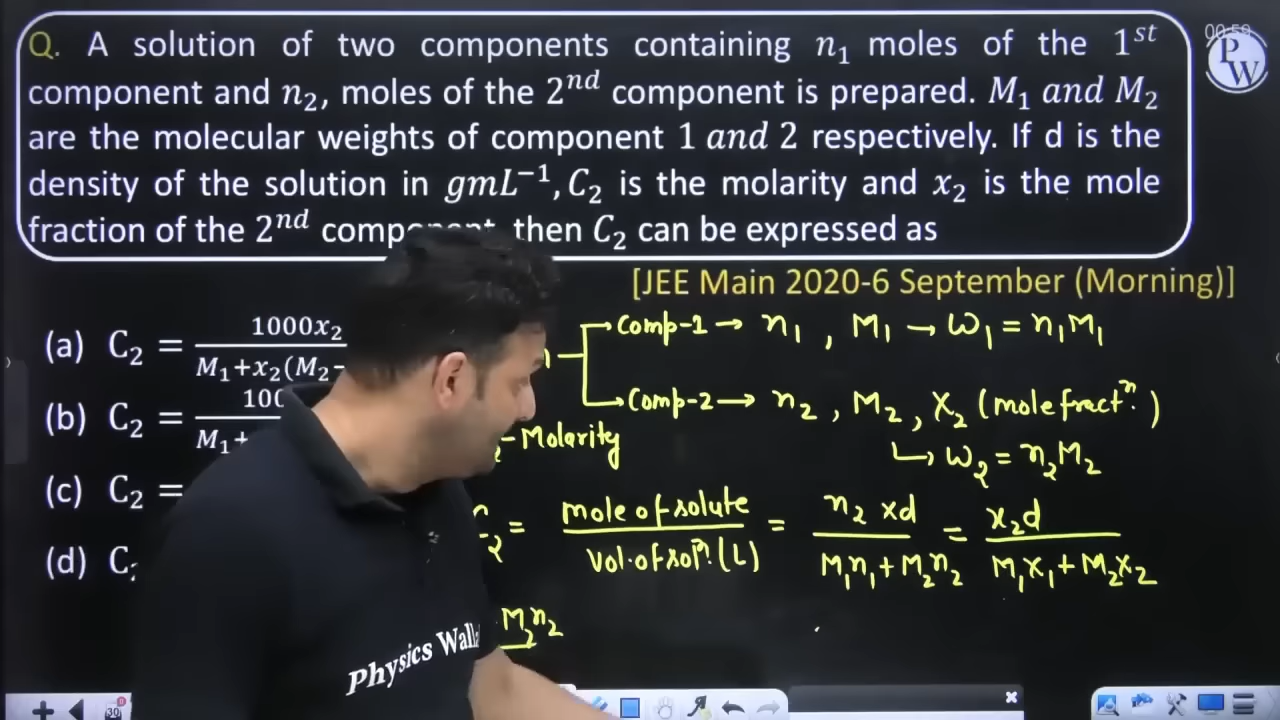 Q. A solution of two components containing n₁ moles of the 1ˢᵗ
component and n₂, moles of the 2ⁿᵈ component is prepared. M₁ and M₂
are the molecular weights of component 1 and 2 respectively. If d is the
density of the solution in gmL⁻¹, C₂ is the molarity and x₂ is the mole
fraction of the 2ⁿᵈ then C₂ can be expressed as
[JEE Main 2020-6 September (Morning)]
(a) C₂ = 1000x₂ / M₁+x₂(M₂-
(b) C₂ = / M₁+
(c) C₂ =
(d)
Comp-1 → n₁ , M₁ → W₁ = n₁M₁
Comp-2 → n₂ , M₂ , X₂ (mole fractⁿ.)
↳ W₂ = n₂M₂
-Molarity
= mole of solute / vol. of solⁿ. (L) = n₂ × d / M₁n₁ + M₂n₂ = x₂d / M₁x₁ + M₂x₂
M₂n₂
Physics
PW